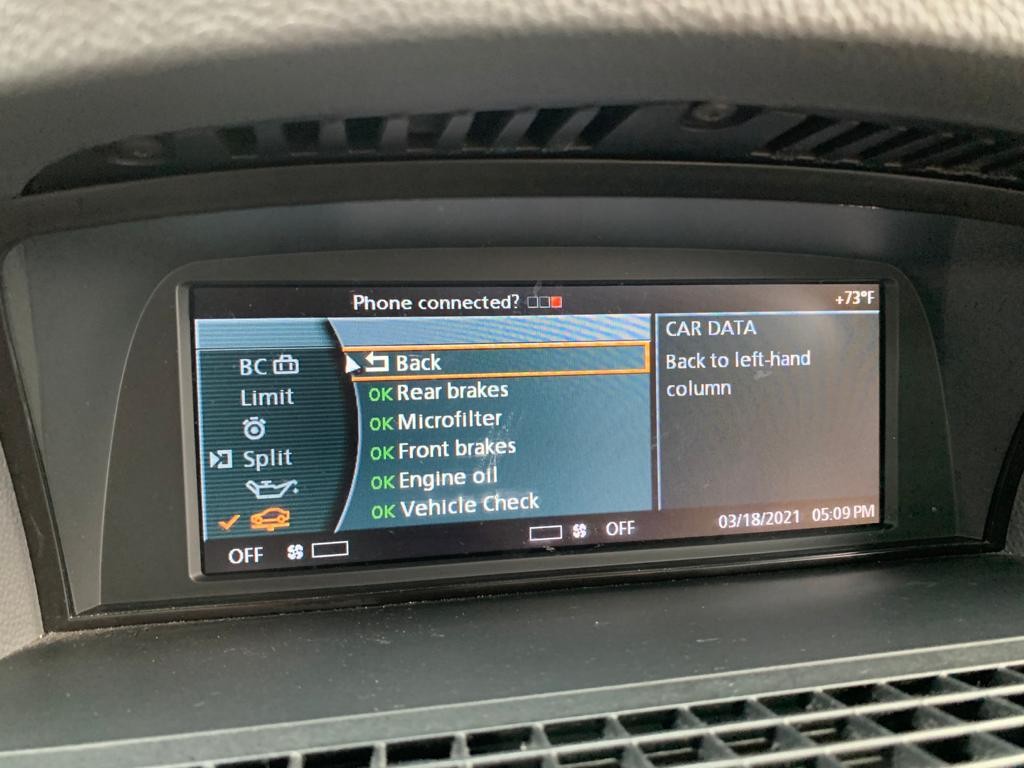 Phone connected?
+73°F
BC
Limit
Split
Back
OK Rear brakes
OK Microfilter
OK Front brakes
OK Engine oil
OK Vehicle Check
CAR DATA
Back to left-hand
column
OFF
OFF
03/18/2021 05:09 PM